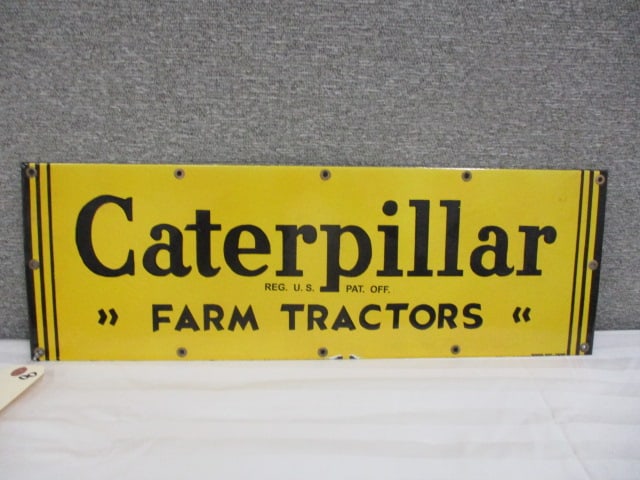 Caterpillar
REG. U.S. PAT. OFF.
» FARM TRACTORS «